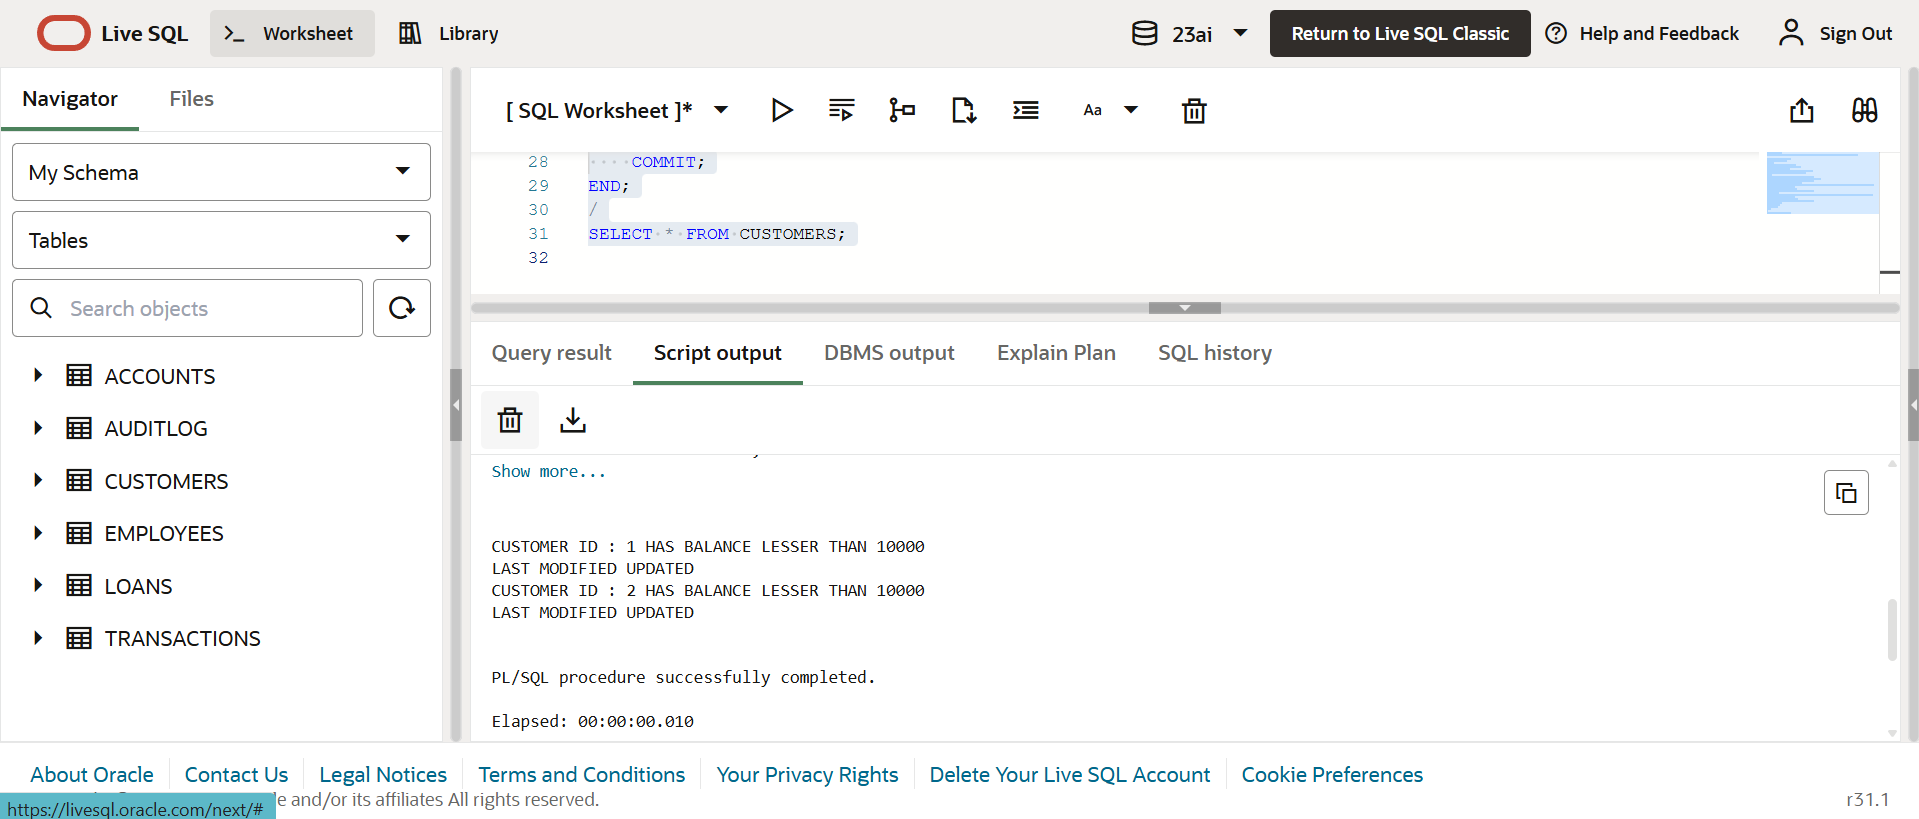 Live SQL
Worksheet
Library
23ai
Return to Live SQL Classic
Help and Feedback
Sign Out
Navigator
Files
My Schema
Tables
Search objects
ACCOUNTS
AUDITLOG
CUSTOMERS
EMPLOYEES
LOANS
TRANSACTIONS
[ SQL Worksheet ]*
Aa
28 COMMIT;
29 END;
30 /
31 SELECT * FROM CUSTOMERS;
32
Query result
Script output
DBMS output
Explain Plan
SQL history
Show more...
CUSTOMER ID : 1 HAS BALANCE LESSER THAN 10000
LAST MODIFIED UPDATED
CUSTOMER ID : 2 HAS BALANCE LESSER THAN 10000
LAST MODIFIED UPDATED
PL/SQL procedure successfully completed.
Elapsed: 00:00:00.010
About Oracle
Contact Us
Legal Notices
Terms and Conditions
Your Privacy Rights
Delete Your Live SQL Account
Cookie Preferences
and/or its affiliates All rights reserved.
r31.1
https://livesql.oracle.com/next/#